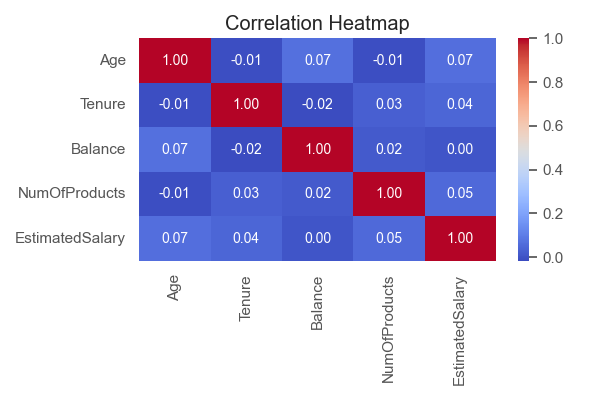 Correlation Heatmap
Age 1.00 -0.01 0.07 -0.01 0.07
Tenure -0.01 1.00 -0.02 0.03 0.04
Balance 0.07 -0.02 1.00 0.02 0.00
NumOfProducts -0.01 0.03 0.02 1.00 0.05
EstimatedSalary 0.07 0.04 0.00 0.05 1.00
Age
Tenure
Balance
NumOfProducts
EstimatedSalary
1.0
0.8
0.6
0.4
0.2
0.0